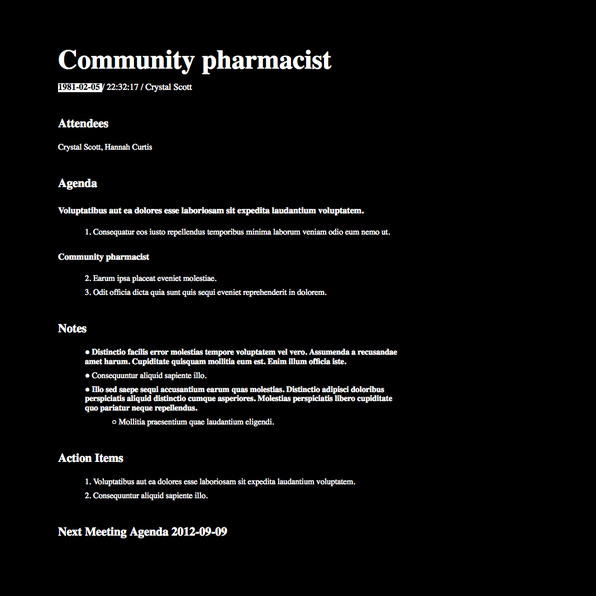 Community pharmacist
1981-02-05 / 22:32:17 / Crystal Scott
Attendees
Crystal Scott, Hannah Curtis
Agenda
Voluptatibus aut ea dolores esse laboriosam sit expedita laudantium voluptatem.
1. Consequatur eos iusto repellendus temporibus minima laborum veniam odio eum nemo ut.
Community pharmacist
2. Earum ipsa placeat eveniet molestiae.
3. Odit officia dicta quia sunt quis sequi eveniet reprehenderit in dolorem.
Notes
● Distinctio facilis error molestias tempore voluptatem vel vero. Assumenda a recusandae
amet harum. Cupiditate quisquam mollitia eum est. Enim illum officia iste.
● Consequuntur aliquid sapiente illo.
● Illo sed saepe sequi accusantium earum quas molestias. Distinctio adipisci doloribus
perspiciatis aliquid distinctio cumque asperiores. Molestias perspiciatis libero cupiditate
quo pariatur neque repellendus.
○ Mollitia praesentium quae laudantium eligendi.
Action Items
1. Voluptatibus aut ea dolores esse laboriosam sit expedita laudantium voluptatem.
2. Consequuntur aliquid sapiente illo.
Next Meeting Agenda 2012-09-09